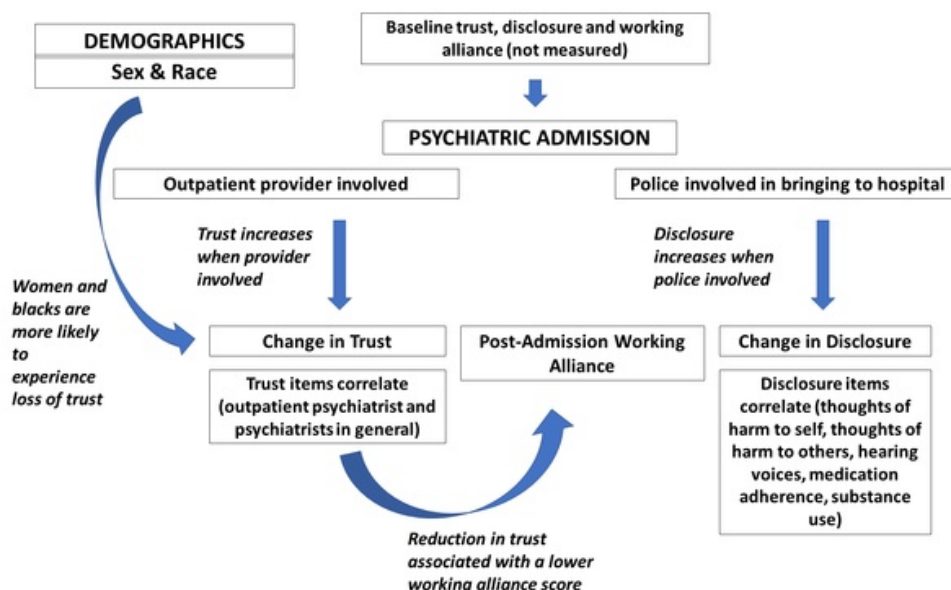 DEMOGRAPHICS
Sex & Race
Baseline trust, disclosure and working
alliance (not measured)
PSYCHIATRIC ADMISSION
Outpatient provider involved
Police involved in bringing to hospital
Trust increases
when provider
involved
Disclosure
increases when
police involved
Women and
blacks are
more likely
to
experience
loss of trust
Change in Trust
Post-Admission Working
Alliance
Change in Disclosure
Trust items correlate
(outpatient psychiatrist and
psychiatrists in general)
Disclosure items
correlate (thoughts of
harm to self, thoughts of
harm to others, hearing
voices, medication
adherence, substance
use)
Reduction in trust
associated with a lower
working alliance score